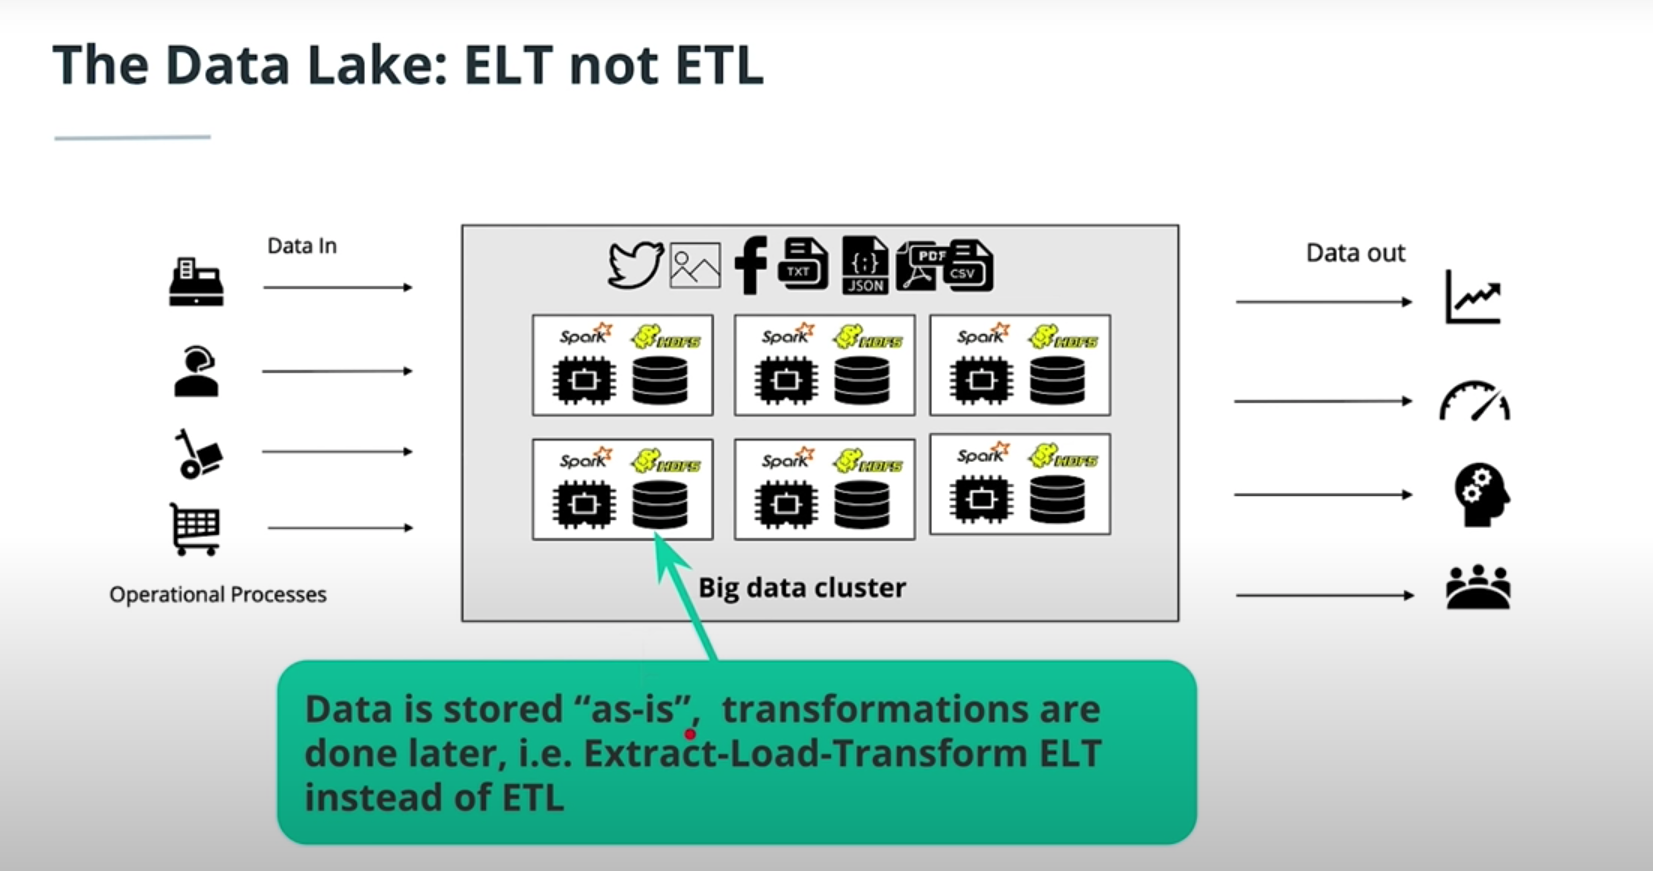 The Data Lake: ELT not ETL
Data In
Data out
TXT
JSON
PDF
CSV
Spark HDFS
Spark HDFS
Spark HDFS
Spark HDFS
Spark HDFS
Spark HDFS
Big data cluster
Operational Processes
Data is stored “as-is”, transformations are
done later, i.e. Extract-Load-Transform ELT
instead of ETL